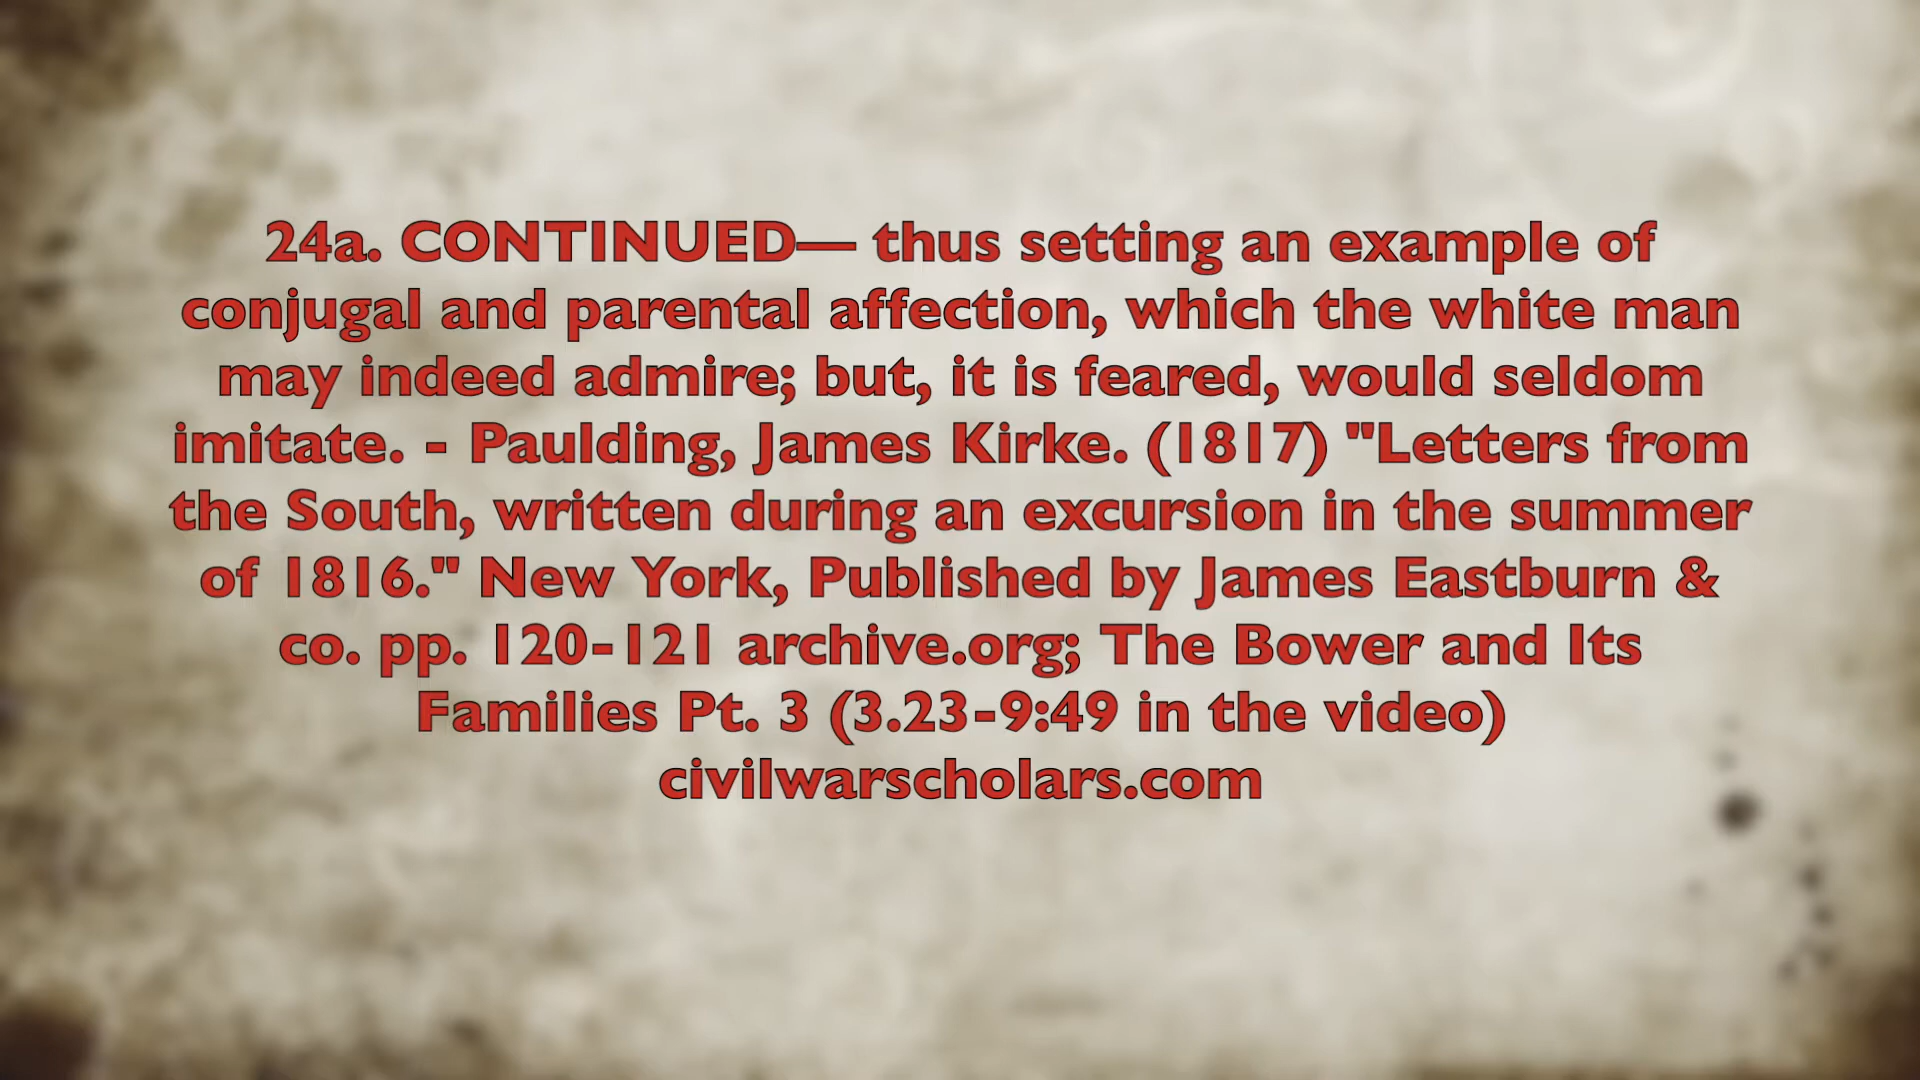 24a. CONTINUED— thus setting an example of
conjugal and parental affection, which the white man
may indeed admire; but, it is feared, would seldom
imitate. - Paulding, James Kirke. (1817) "Letters from
the South, written during an excursion in the summer
of 1816." New York, Published by James Eastburn &
co. pp. 120-121 archive.org; The Bower and Its
Families Pt. 3 (3.23-9:49 in the video)
civilwarscholars.com